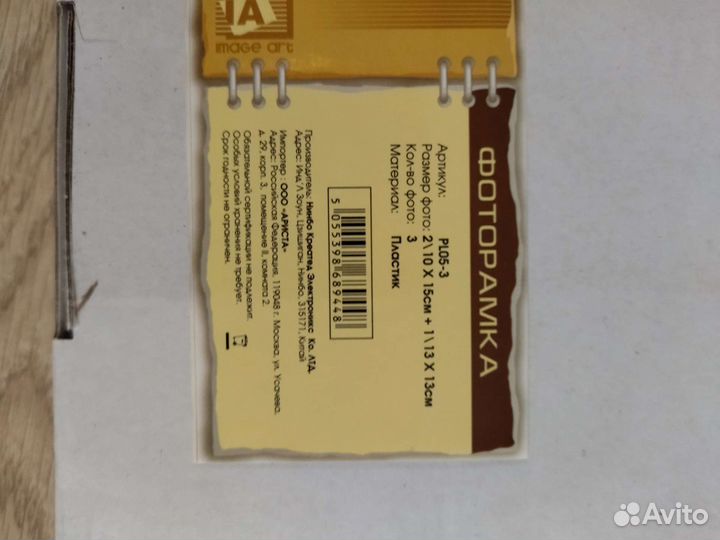 IA
image art
ФОТОРАМКА
Артикул: PL05-3
Размер фото: 2\10 X 15см + 1\13 X 13см
Кол-во фото: 3
Материал: Пластик
5 055398 689448
Производитель: Нинбо Креатед Электроникс Ко. ЛТД.
Адрес: Инд Л Зоун, Цзишиган, Нинбо, 315171, Китай
Импортер : ООО «АРИСТА»
Адрес: Российская Федерация, 119048 г. Москва, ул. Усачева,
д. 29, корп. 3, помещение II, комната 2.
Обязательной сертификации не подлежит.
Особых условий хранения не требует.
Срок годности не ограничен.
Avito